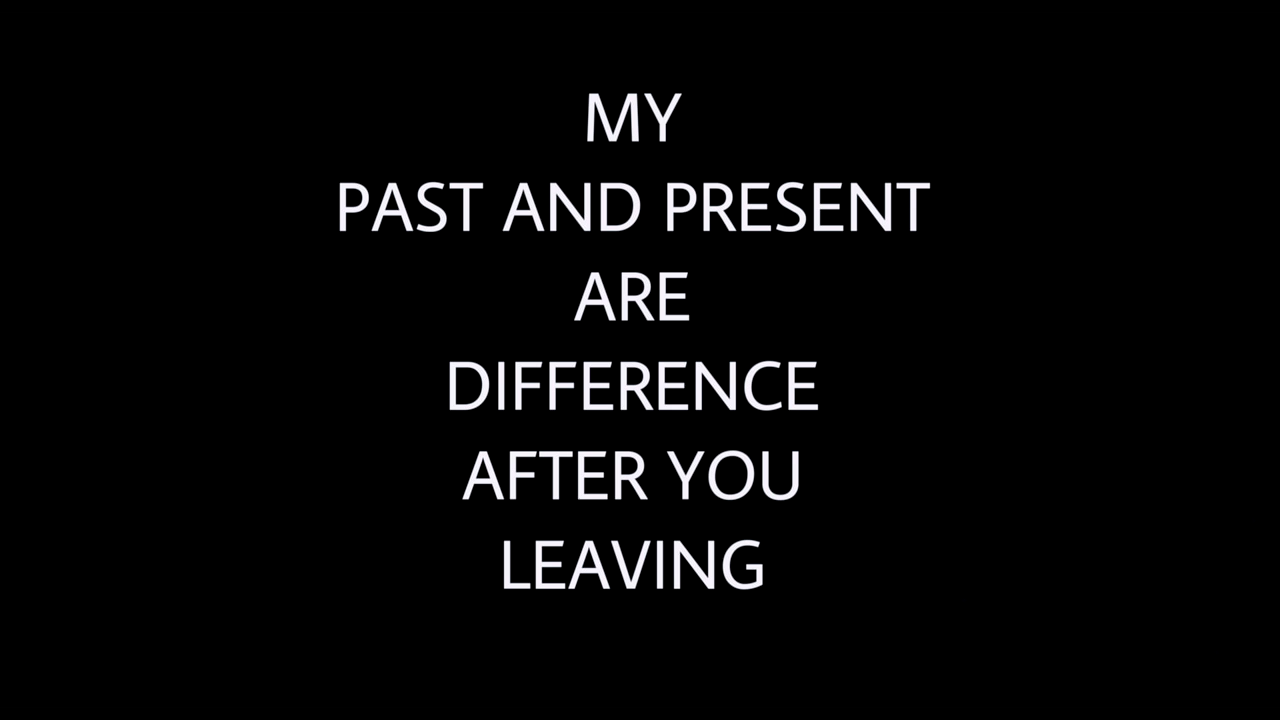 MY
PAST AND PRESENT
ARE
DIFFERENCE
AFTER YOU
LEAVING